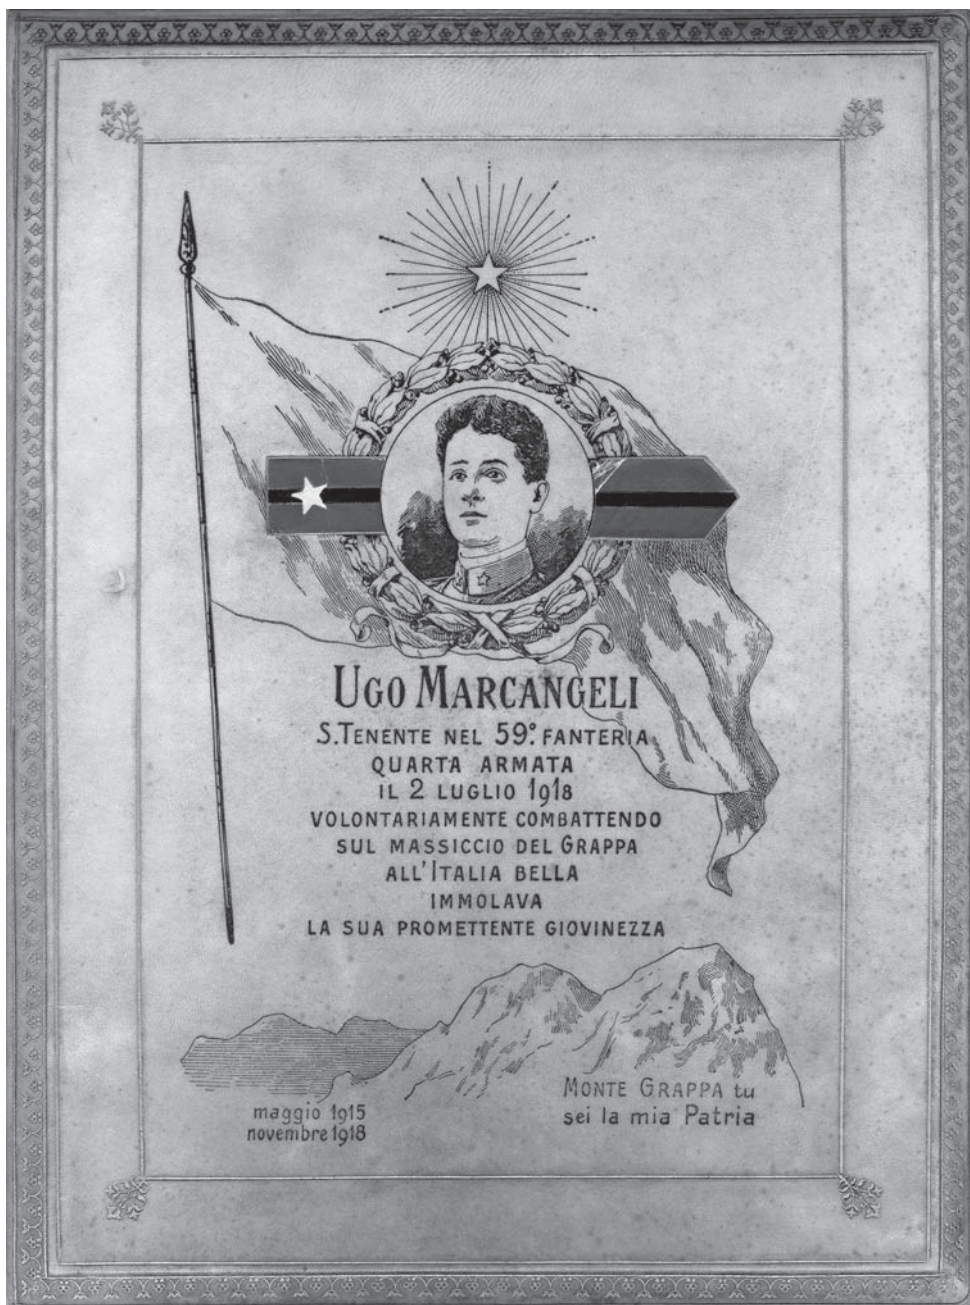 UGO MARCANGELI
S. TENENTE NEL 59º FANTERIA
QUARTA ARMATA
IL 2 LUGLIO 1918
VOLONTARIAMENTE COMBATTENDO
SUL MASSICCIO DEL GRAPPA
ALL'ITALIA BELLA
IMMOLAVA
LA SUA PROMETTENTE GIOVINEZZA
maggio 1915
novembre 1918
MONTE GRAPPA tu
sei la mia Patria